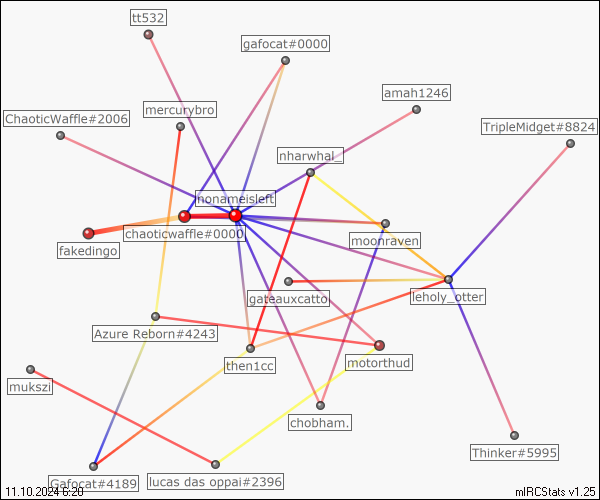 tt532
gafocat#0000
amah1246
mercurybro
ChaoticWaffle#2006
TripleMidget#8824
nharwhal_
honameisleft
chaoticwaffle#0000
moonraven
fakedingo
gateauxcatto
leholy_otter
Azure Reborn#4243
then1cc
motorthud
mukszi
chobham.
Thinker#5995
Gafocat#4189
lucas das oppai#2396
11.10.2024 6:20
mIRCStats v1.25